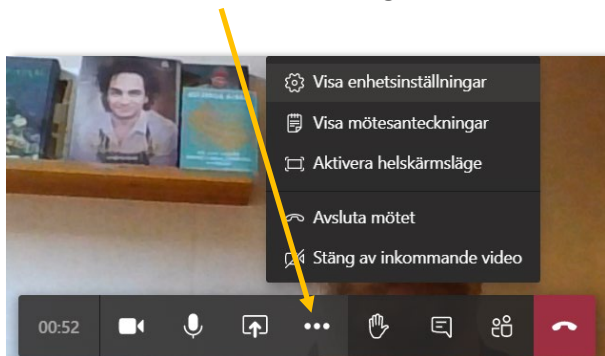 Visa enhetsinställningar
Visa mötesanteckningar
Aktivera helskärmsläge
Avsluta mötet
Stäng av inkommande video
00:52